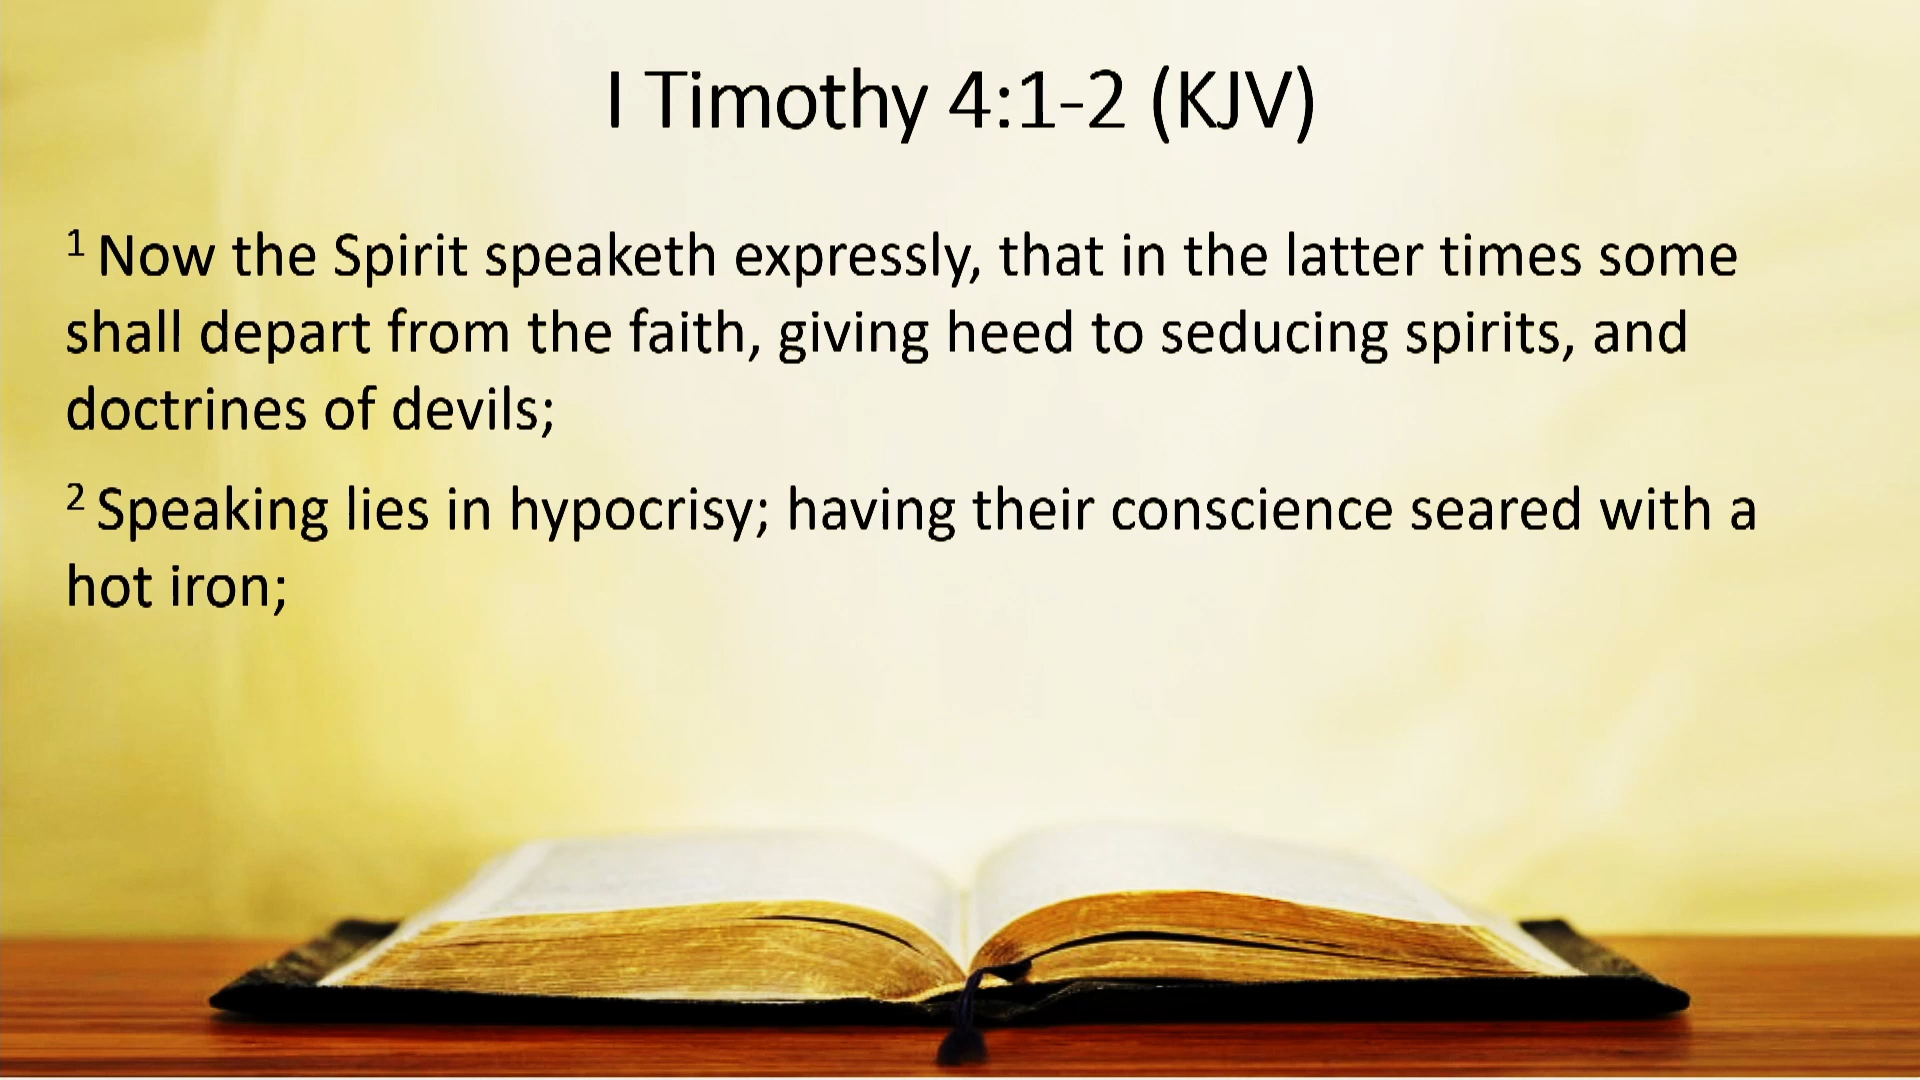 I Timothy 4:1-2 (KJV)
1 Now the Spirit speaketh expressly, that in the latter times some
shall depart from the faith, giving heed to seducing spirits, and
doctrines of devils;
2 Speaking lies in hypocrisy; having their conscience seared with a
hot iron;